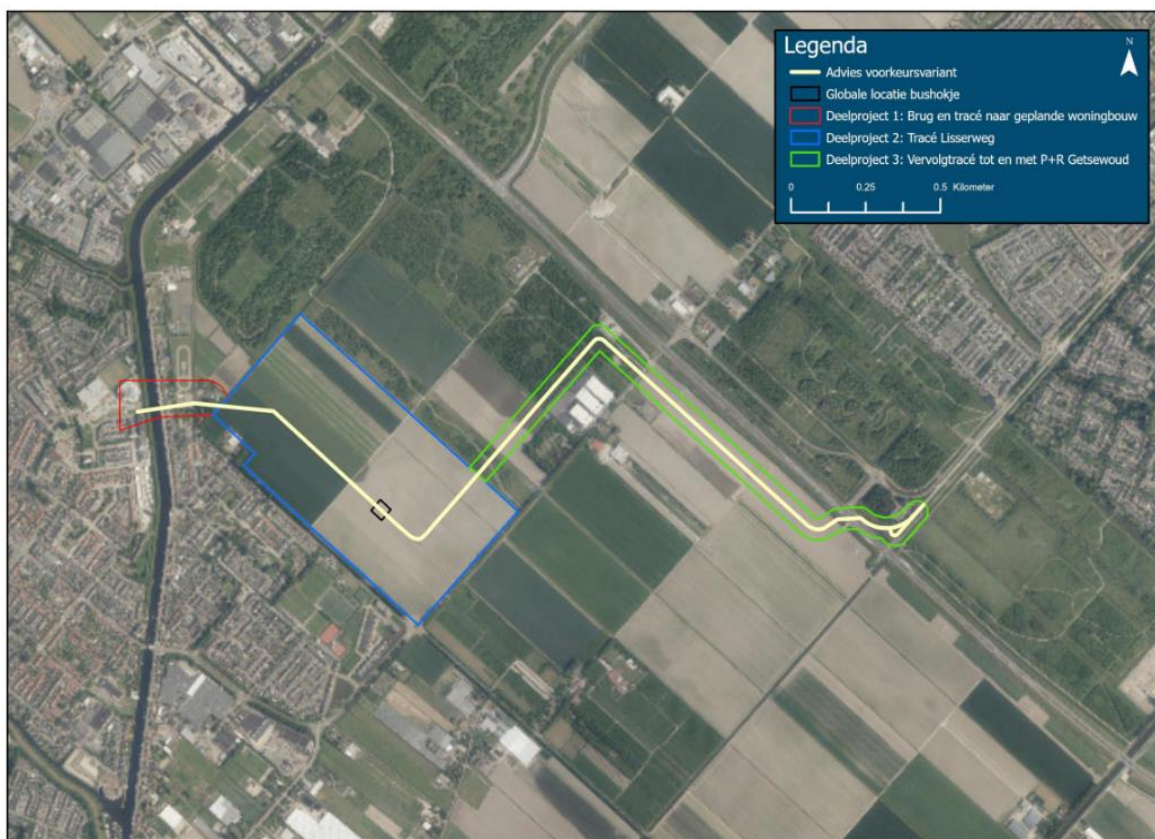 Legenda
N
Advies voorkeursvariant
Globale locatie bushokje
Deelproject 1: Brug en tracé naar geplande woningbouw
Deelproject 2: Tracé Lisserweg
Deelproject 3: Vervolgtracé tot en met P+R Getsewoud
0 0.25 0.5 Kilometer